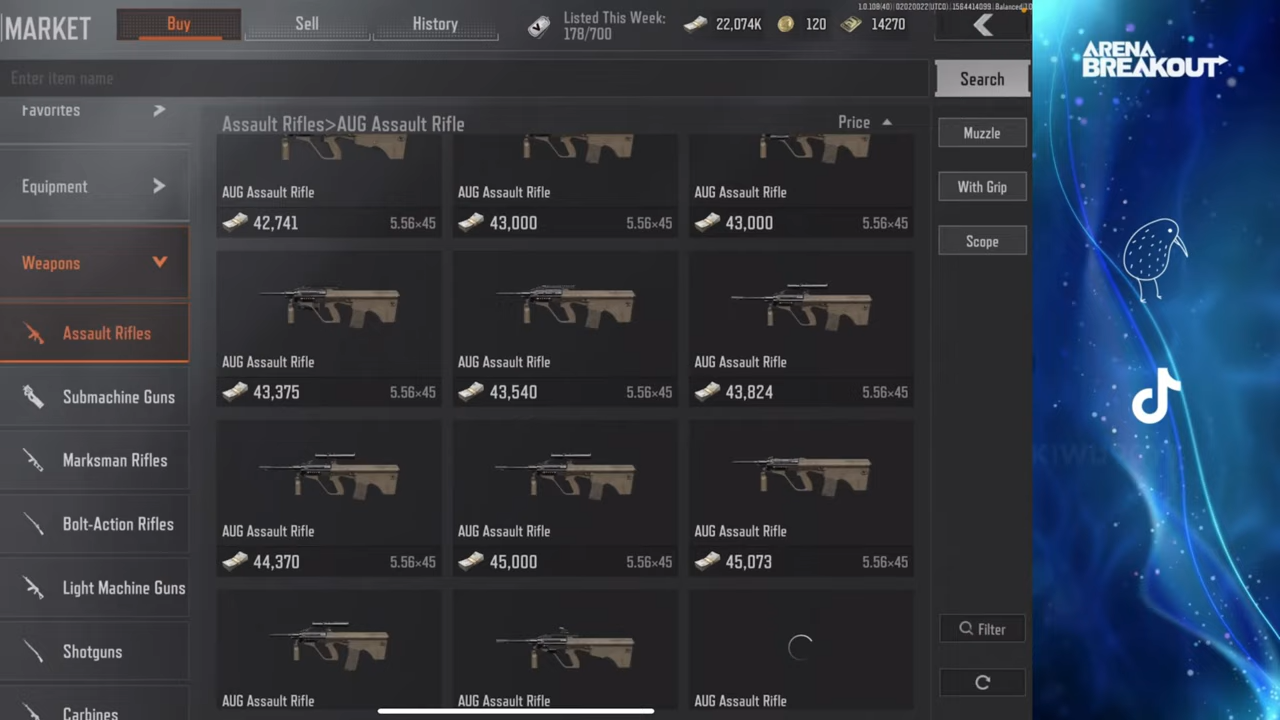 1.0.109(40)
MARKET
Buy
Sell
History
Listed This Week:
178/700
22,074K
120
14270
Enter item name
Search
Favorites
Equipment
Weapons
Assault Rifles
Submachine Guns
Marksman Rifles
Bolt-Action Rifles
Light Machine Guns
Shotguns
Carbines
Assault Rifles>AUG Assault Rifle
Price
AUG Assault Rifle
42,741 5.56×45
AUG Assault Rifle
43,000 5.56×45
AUG Assault Rifle
43,000 5.56×45
AUG Assault Rifle
43,375 5.56×45
AUG Assault Rifle
43,540 5.56×45
AUG Assault Rifle
43,824 5.56×45
AUG Assault Rifle
44,370 5.56×45
AUG Assault Rifle
45,000 5.56×45
AUG Assault Rifle
45,073 5.56×45
AUG Assault Rifle
AUG Assault Rifle
AUG Assault Rifle
Muzzle
With Grip
Scope
Filter
ARENA
BREAKOUT